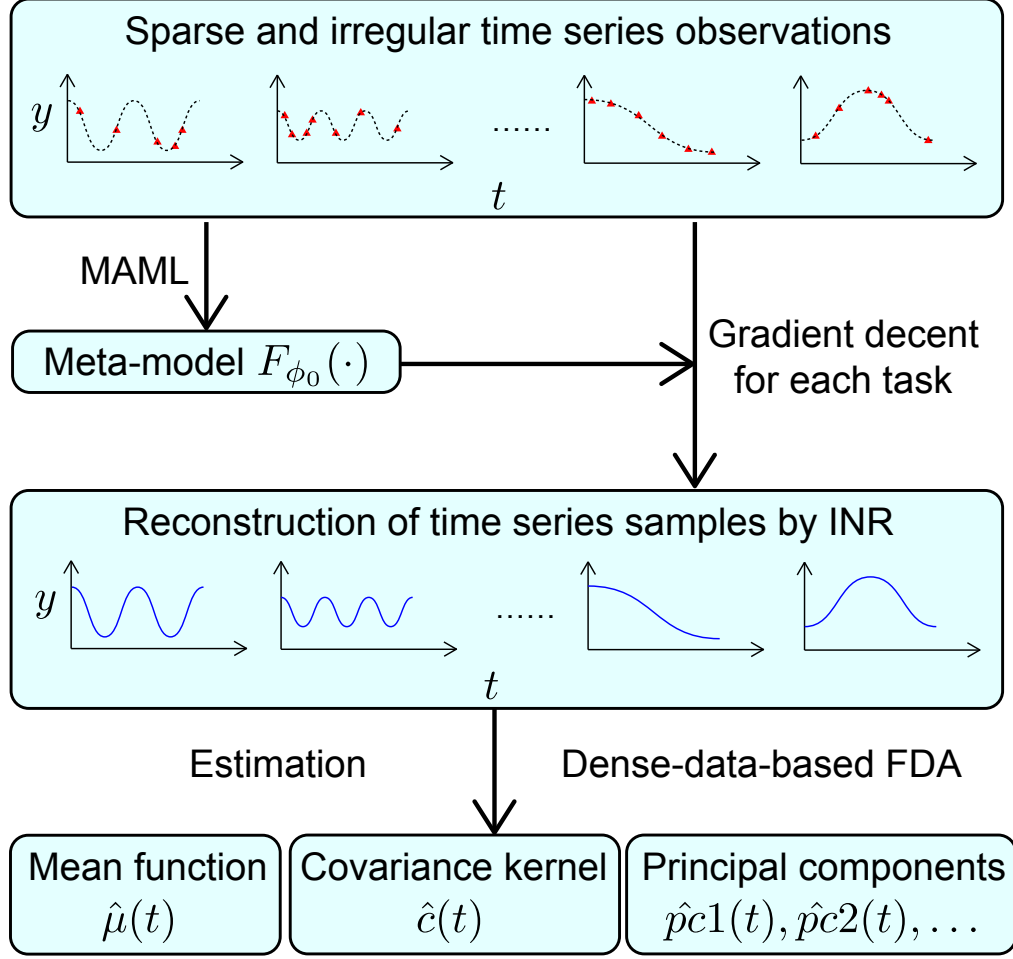 Sparse and irregular time series observations
y
......
t
MAML
Meta-model F_{ϕ_0}(·)
Gradient decent
for each task
Reconstruction of time series samples by INR
y
......
t
Estimation
Dense-data-based FDA
Mean function
μ̂(t)
Covariance kernel
ĉ(t)
Principal components
p̂c1(t), p̂c2(t), . . .